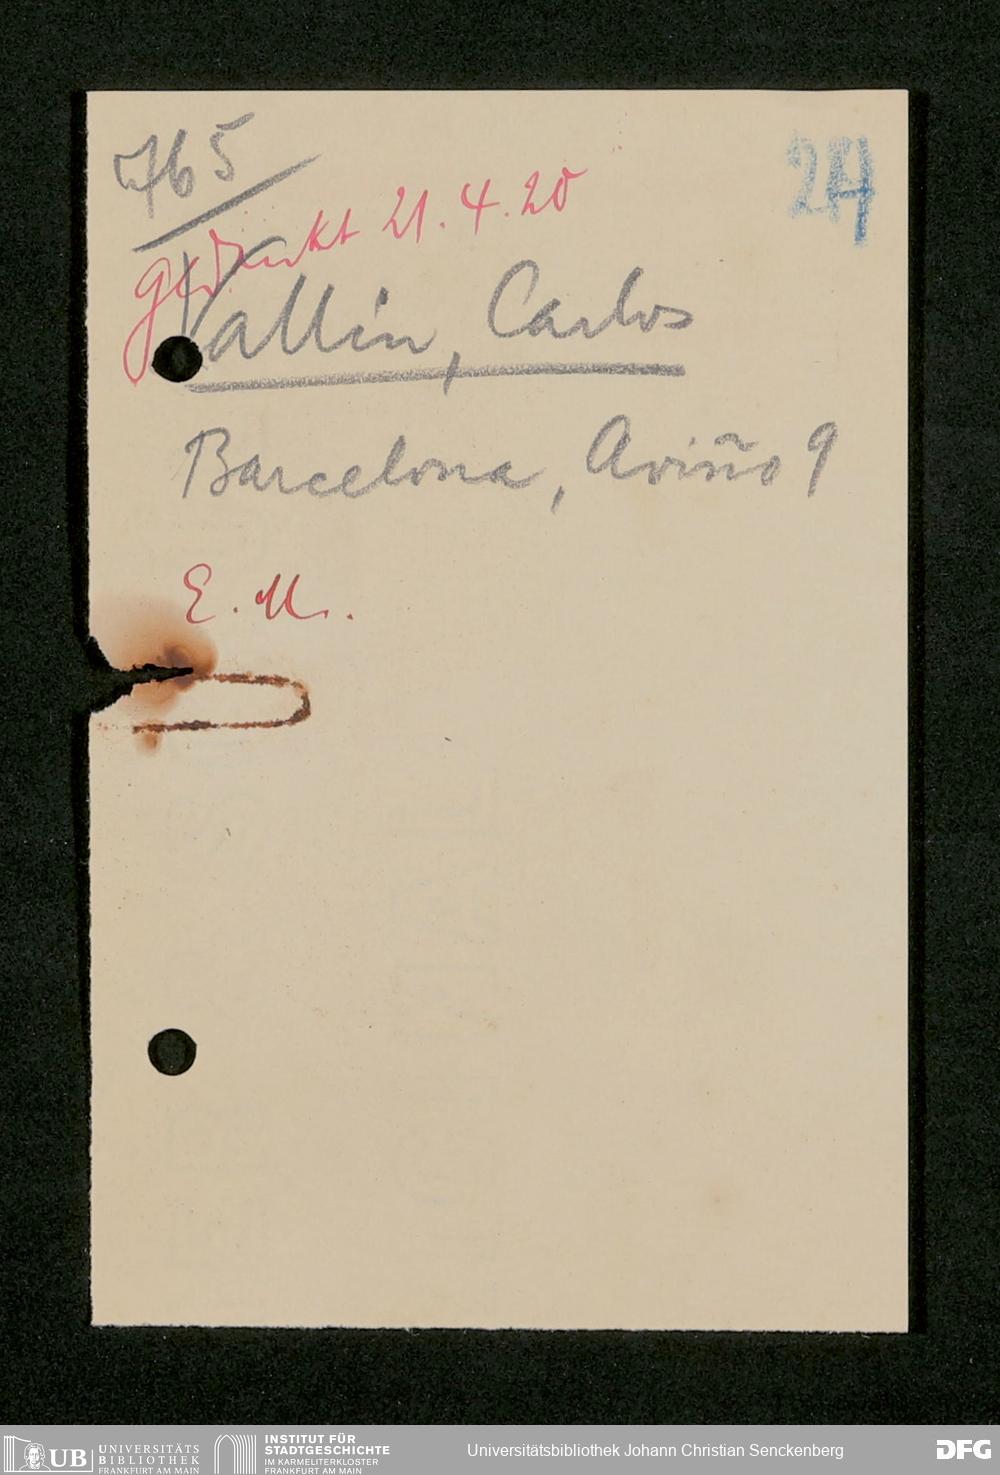 765
24
gedankt 21.4.20
Vallin, Carlos
Barcelona, Aviño 9
E. M.
UB UNIVERSITÄTS
BIBLIOTHEK
FRANKFURT AM MAIN
INSTITUT FÜR
STADTGESCHICHTE
IM KARMELITERKLOSTER
FRANKFURT AM MAIN
Universitätsbibliothek Johann Christian Senckenberg
DFG